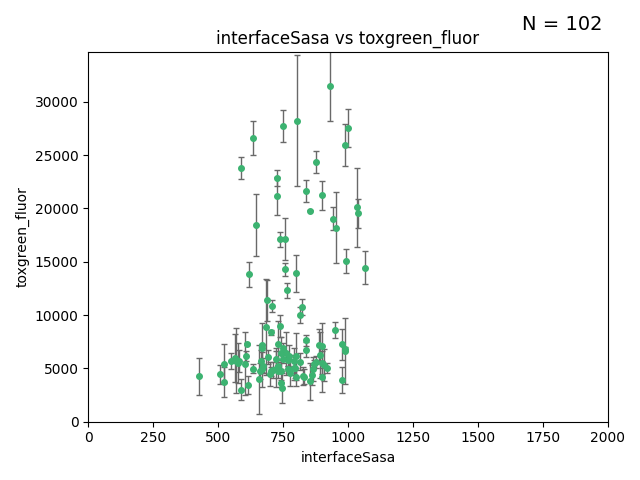 N = 102
interfaceSasa vs toxgreen_fluor
30000
25000
20000
15000
10000
5000
0
toxgreen_fluor
0 250 500 750 1000 1250 1500 1750 2000
interfaceSasa